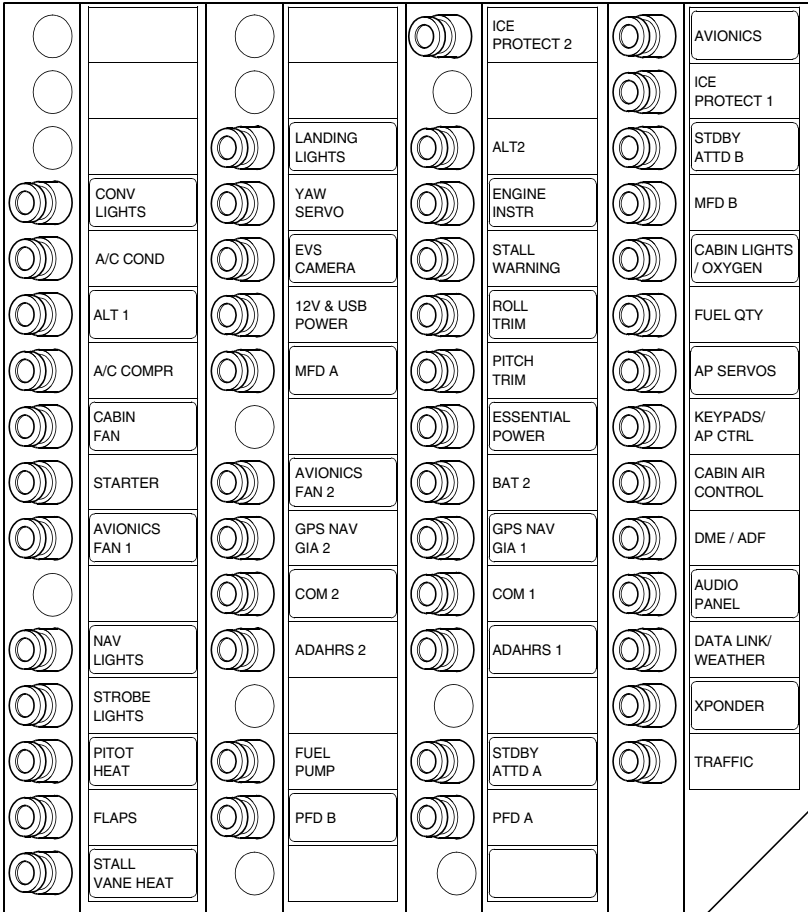 CONV
LIGHTS
A/C COND
ALT 1
A/C COMPR
CABIN
FAN
STARTER
AVIONICS
FAN 1
NAV
LIGHTS
STROBE
LIGHTS
PITOT
HEAT
FLAPS
STALL
VANE HEAT
LANDING
LIGHTS
YAW
SERVO
EVS
CAMERA
12V & USB
POWER
MFD A
AVIONICS
FAN 2
GPS NAV
GIA 2
COM 2
ADAHRS 2
FUEL
PUMP
PFD B
ICE
PROTECT 2
ALT2
ENGINE
INSTR
STALL
WARNING
ROLL
TRIM
PITCH
TRIM
ESSENTIAL
POWER
BAT 2
GPS NAV
GIA 1
COM 1
ADAHRS 1
STDBY
ATTD A
PFD A
AVIONICS
ICE
PROTECT 1
STDBY
ATTD B
MFD B
CABIN LIGHTS
/ OXYGEN
FUEL QTY
AP SERVOS
KEYPADS/
AP CTRL
CABIN AIR
CONTROL
DME / ADF
AUDIO
PANEL
DATA LINK/
WEATHER
XPONDER
TRAFFIC